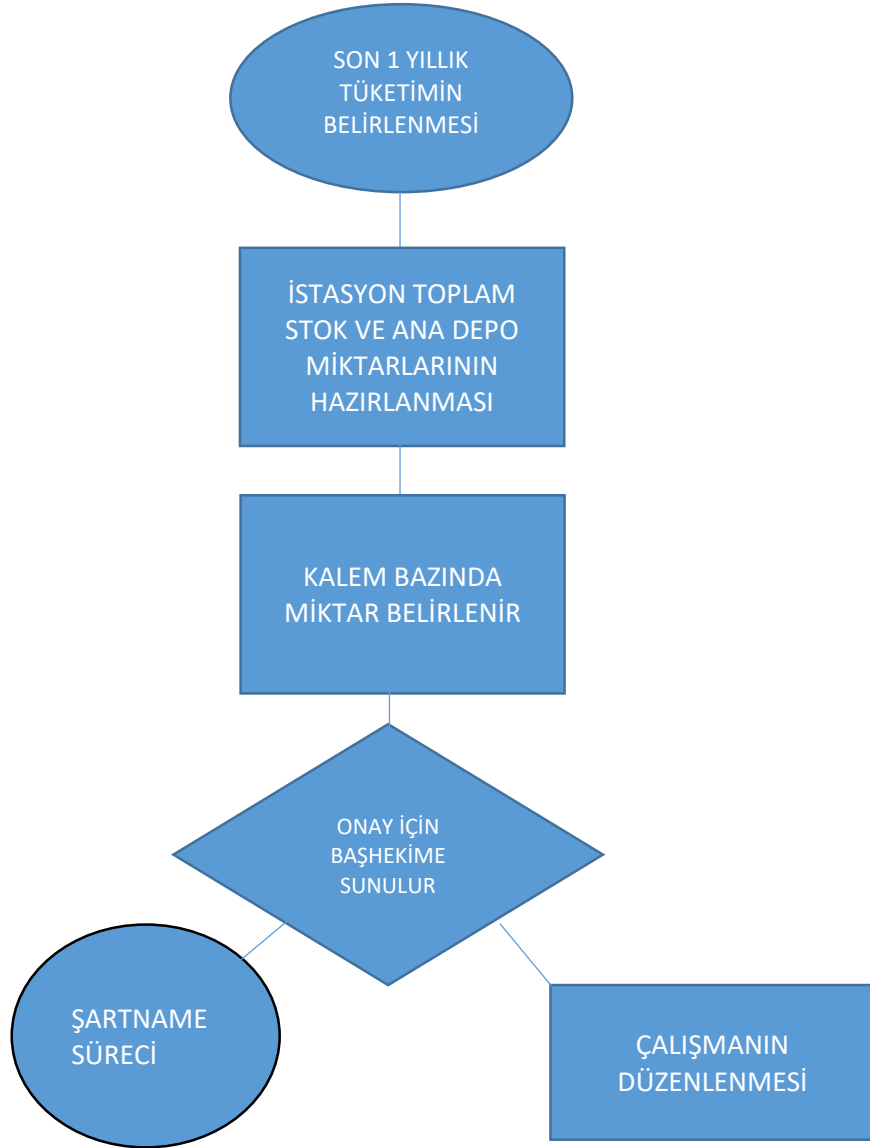 SON 1 YILLIK
TÜKETİMİN
BELİRLENMESİ
İSTASYON TOPLAM
STOK VE ANA DEPO
MİKTARLARININ
HAZIRLANMASI
KALEM BAZINDA
MİKTAR BELİRLENİR
ONAY İÇİN
BAŞHEKİME
SUNULUR
ŞARTNAME
SÜRECİ
ÇALIŞMANIN
DÜZENLENMESİ